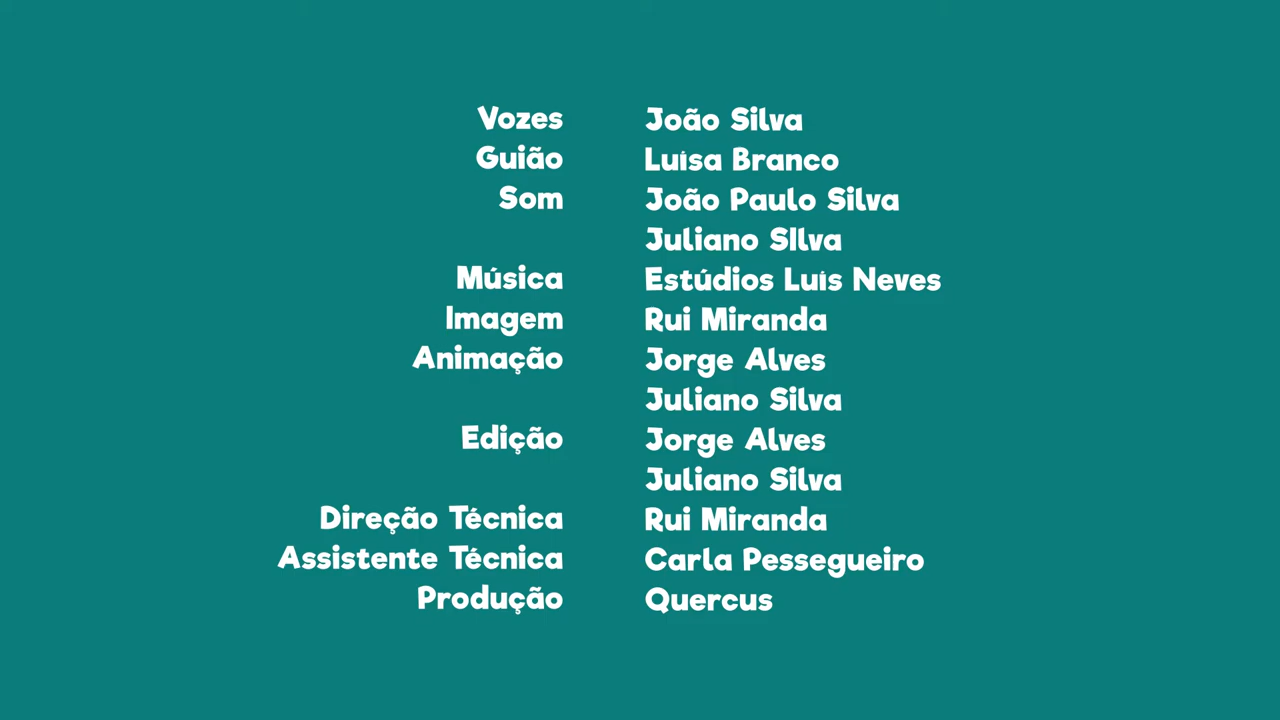 Vozes João Silva
Guião Luísa Branco
Som João Paulo Silva
Juliano SIlva
Música Estúdios Luís Neves
Imagem Rui Miranda
Animação Jorge Alves
Juliano Silva
Edição Jorge Alves
Juliano Silva
Direção Técnica Rui Miranda
Assistente Técnica Carla Pessegueiro
Produção Quercus